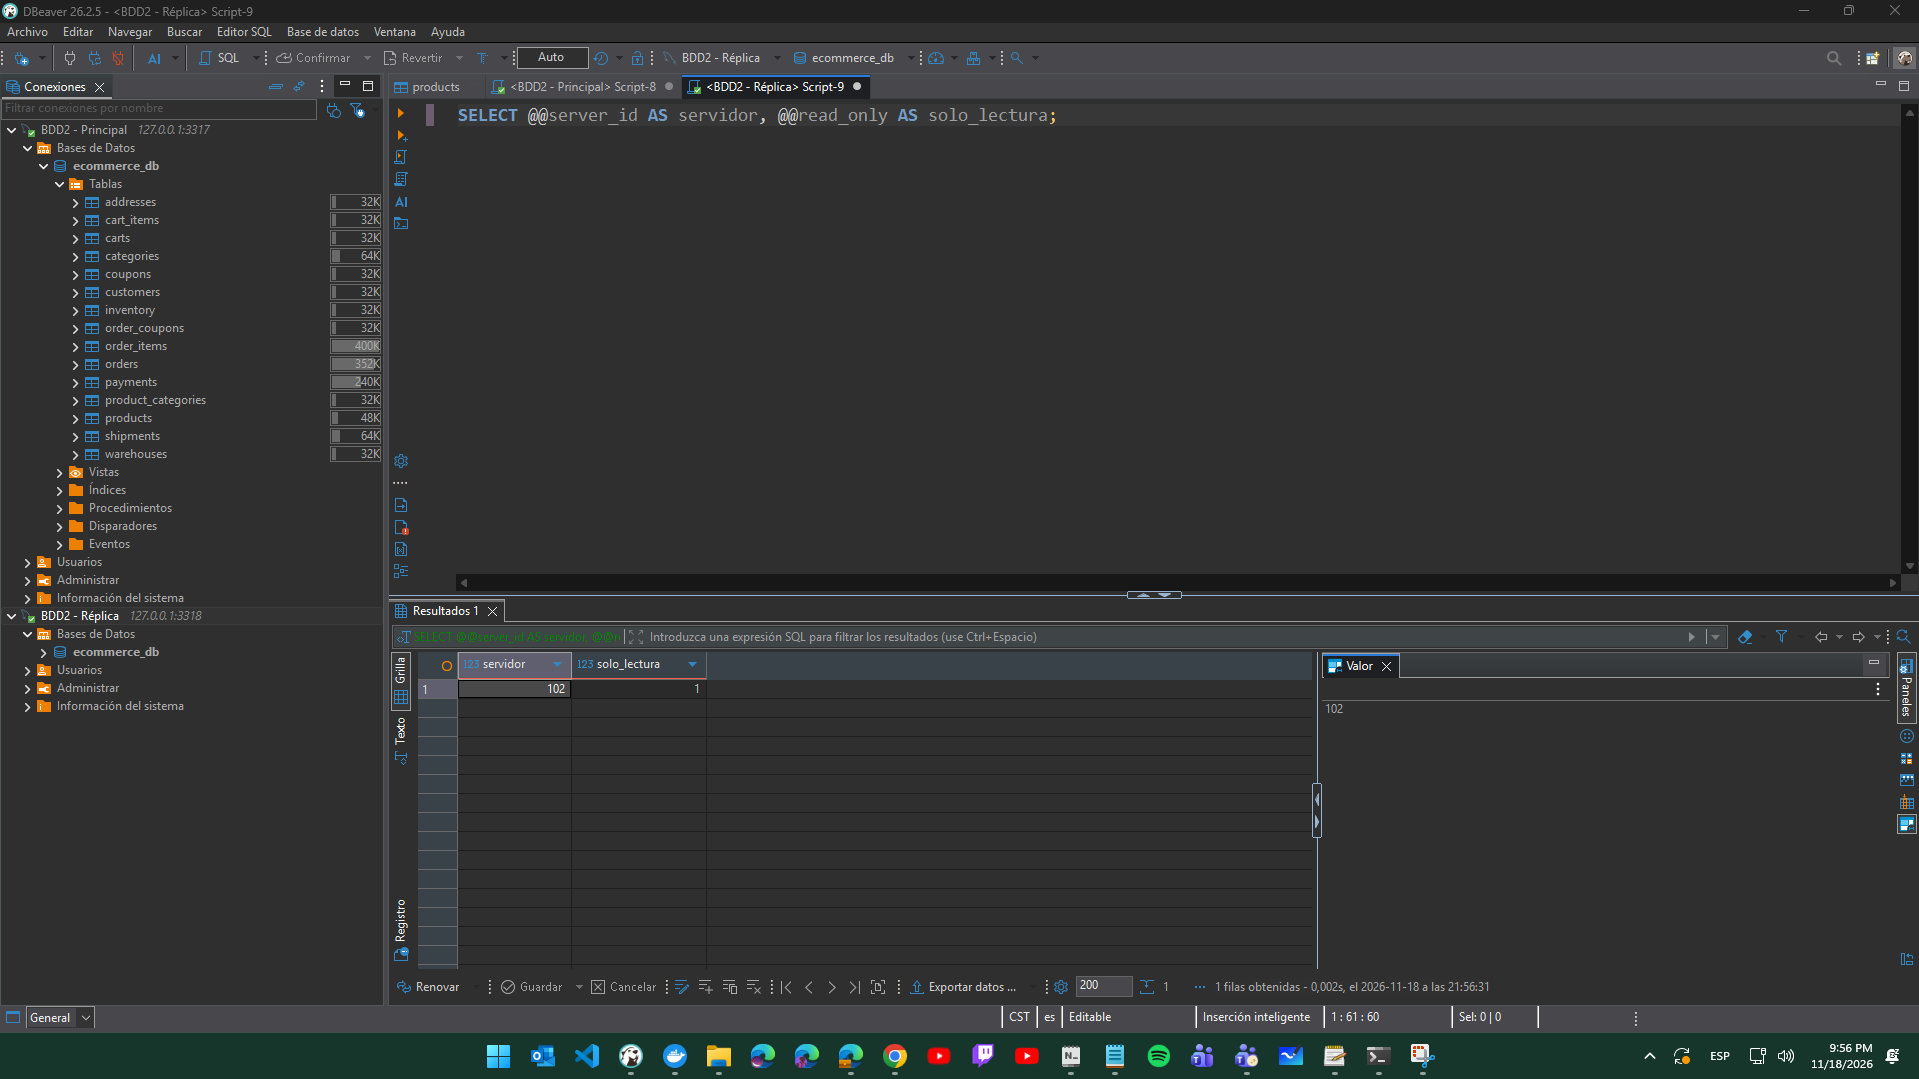 DBeaver 26.2.5 - <BDD2 - Réplica> Script-9
Archivo Editar Navegar Buscar Editor SQL Base de datos Ventana Ayuda
AI SQL Confirmar Revertir T Auto BDD2 - Réplica ecommerce_db
Conexiones
products <BDD2 - Principal> Script-8 <BDD2 - Réplica> Script-9
Filtrar conexiones por nombre
SELECT @@server_id AS servidor, @@read_only AS solo_lectura;
AI
BDD2 - Principal 127.0.0.1:3317
Bases de Datos
ecommerce_db
Tablas
addresses 32K
cart_items 32K
carts 32K
categories 64K
coupons 32K
customers 32K
inventory 32K
order_coupons 32K
order_items 400K
orders 352K
payments 240K
product_categories 32K
products 48K
shipments 64K
warehouses 32K
Vistas
Índices
Procedimientos
Disparadores
Eventos
Usuarios
Administrar
Información del sistema
BDD2 - Réplica 127.0.0.1:3318
Bases de Datos
ecommerce_db
Usuarios
Administrar
Información del sistema
Resultados 1
SELECT @@server_id AS servidor, @@r Introduzca una expresión SQL para filtrar los resultados (use Ctrl+Espacio)
Grilla
Texto
Registro
123 servidor 123 solo_lectura
1 102 1
Valor
102
Paneles
Renovar Guardar Cancelar Exportar datos ... 200 1 1 filas obtenidas - 0,002s, el 2026-11-18 a las 21:56:31
General CST es Editable Inserción inteligente 1 : 61 : 60 Sel: 0 | 0
ESP 9:56 PM
11/18/2026